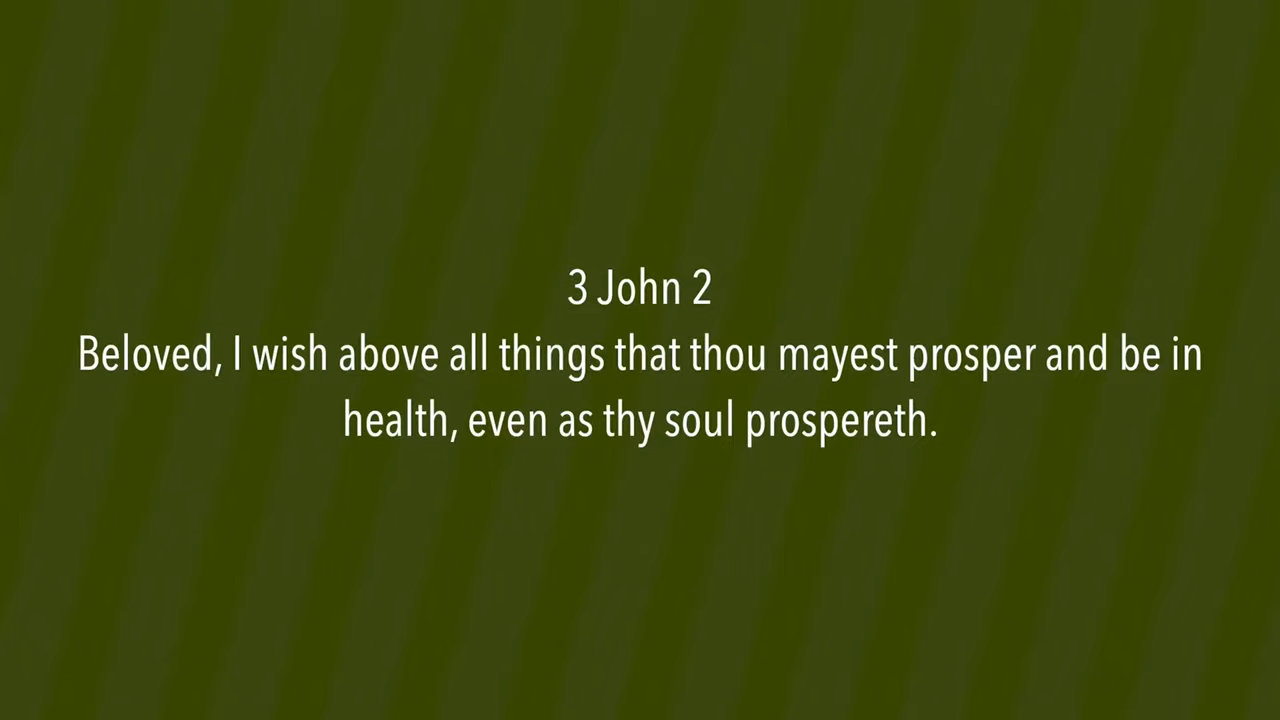 3 John 2
Beloved, I wish above all things that thou mayest prosper and be in
health, even as thy soul prospereth.